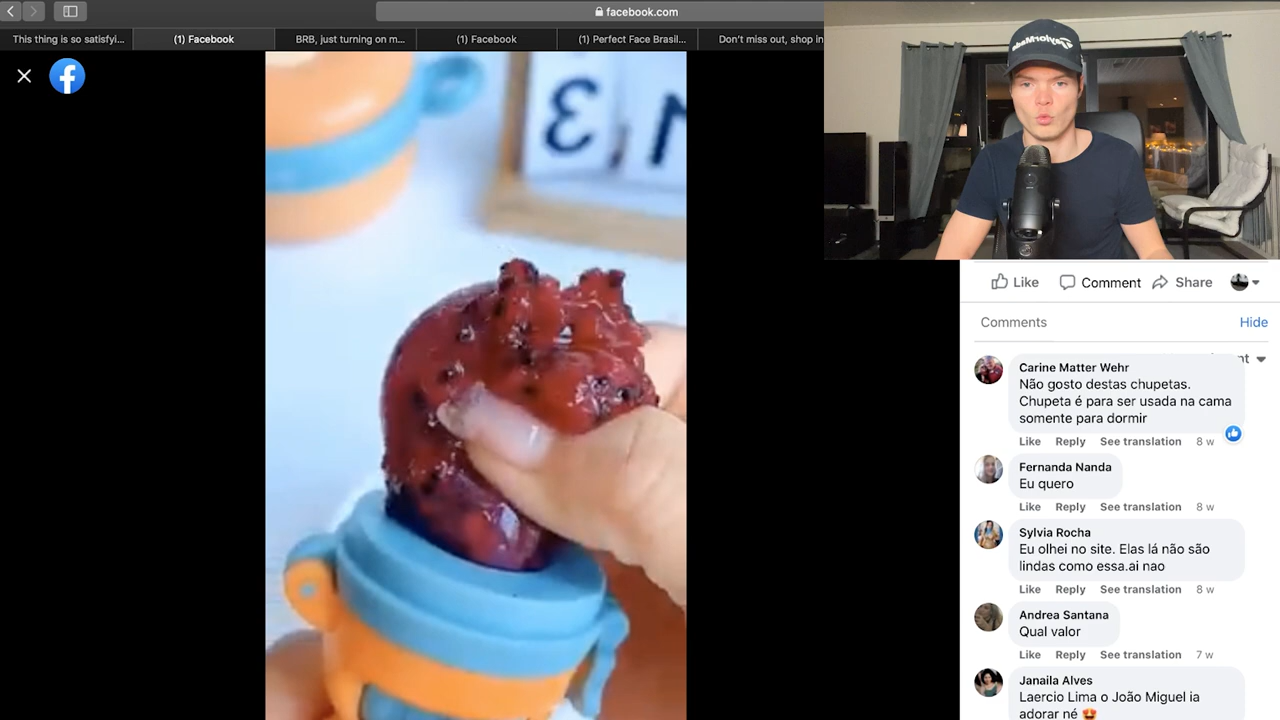 facebook.com
This thing is so satisfyi...
(1) Facebook
BRB, just turning on m...
(1) Facebook
(1) Perfect Face Brasil...
Don't miss out, shop in
TaylorMade
3
Like
Comment
Share
Comments
Hide
nt
Carine Matter Wehr
Não gosto destas chupetas.
Chupeta é para ser usada na cama
somente para dormir
Like Reply See translation 8 w
Fernanda Nanda
Eu quero
Like Reply See translation 8 w
Sylvia Rocha
Eu olhei no site. Elas lá não são
lindas como essa.ai nao
Like Reply See translation 8 w
Andrea Santana
Qual valor
Like Reply See translation 7 w
Janaila Alves
Laercio Lima o João Miguel ia
adorar né 😍